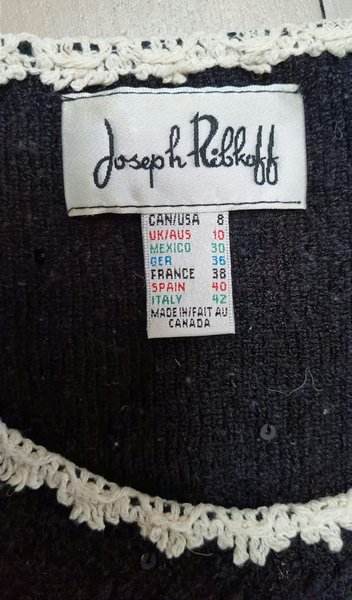 Joseph Ribkoff
CAN/USA 8
UK/AUS 10
MEXICO 30
GER 36
FRANCE 38
SPAIN 40
ITALY 42
MADE IN/FAIT AU
CANADA